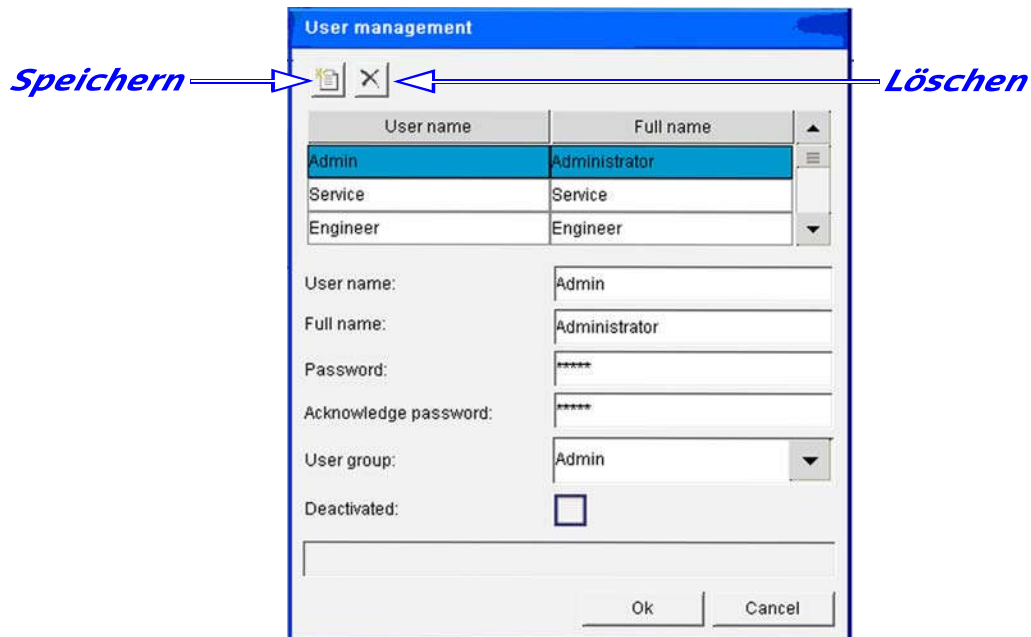 User management
Speichern
Löschen
User name Full name
Admin Administrator
Service Service
Engineer Engineer
User name: Admin
Full name: Administrator
Password: *****
Acknowledge password: *****
User group: Admin
Deactivated:
Ok Cancel